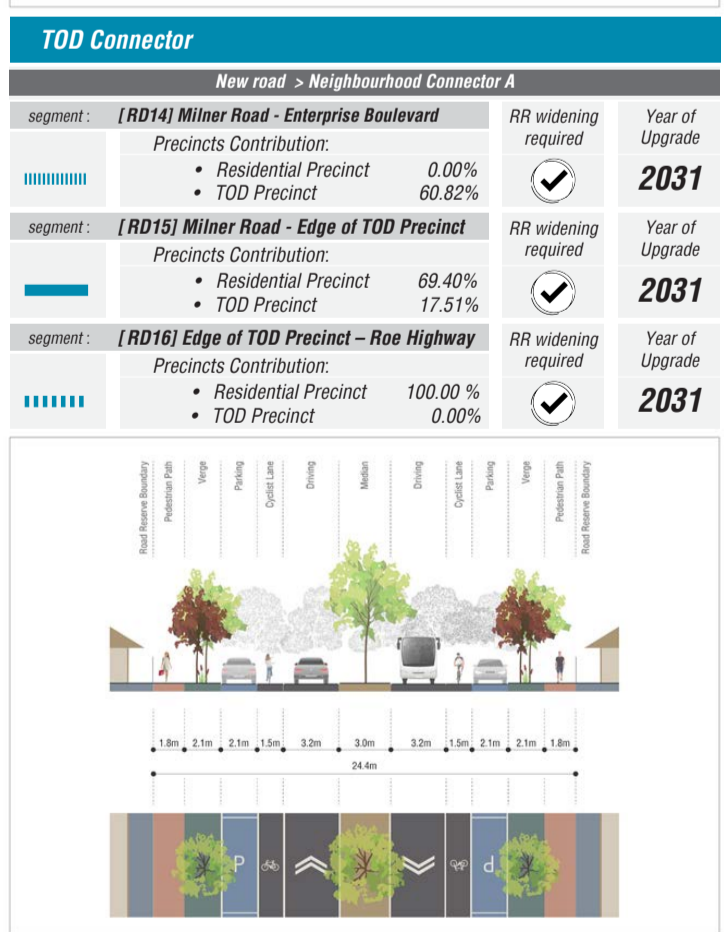 TOD Connector
New road > Neighbourhood Connector A
segment : [RD14] Milner Road - Enterprise Boulevard RR widening required Year of Upgrade
Precincts Contribution:
• Residential Precinct 0.00%
• TOD Precinct 60.82%
2031
segment : [RD15] Milner Road - Edge of TOD Precinct RR widening required Year of Upgrade
Precincts Contribution:
• Residential Precinct 69.40%
• TOD Precinct 17.51%
2031
segment : [RD16] Edge of TOD Precinct – Roe Highway RR widening required Year of Upgrade
Precincts Contribution:
• Residential Precinct 100.00 %
• TOD Precinct 0.00%
2031
Road Reserve Boundary
Pedestrian Path
Verge
Parking
Cyclist Lane
Driving
Median
Driving
Cyclist Lane
Parking
Verge
Pedestrian Path
Road Reserve Boundary
1.8m 2.1m 2.1m 1.5m 3.2m 3.0m 3.2m 1.5m 2.1m 2.1m 1.8m
24.4m
P P